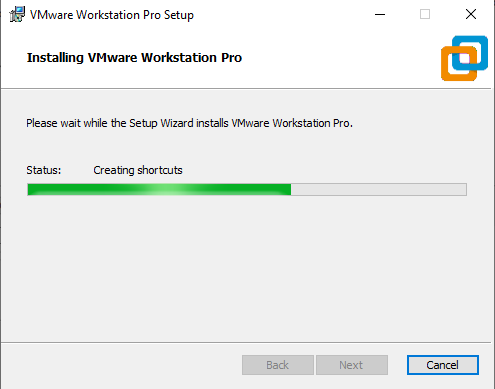 VMware Workstation Pro Setup
Installing VMware Workstation Pro
Please wait while the Setup Wizard installs VMware Workstation Pro.
Status: Creating shortcuts
Back Next Cancel